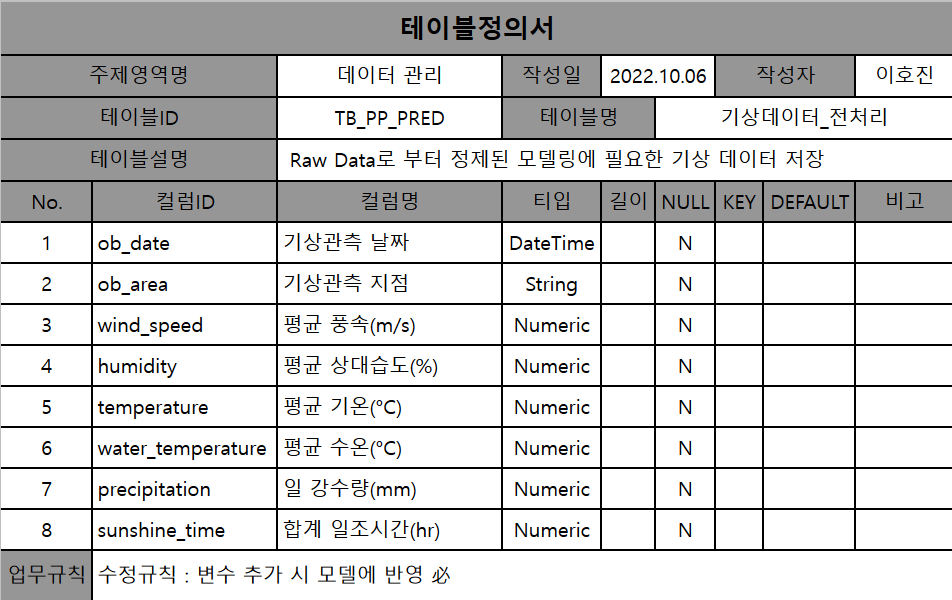 테이블정의서
주제영역명 데이터 관리 작성일 2022.10.06 작성자 이호진
테이블ID TB_PP_PRED 테이블명 기상데이터_전처리
테이블설명 Raw Data로 부터 정제된 모델링에 필요한 기상 데이터 저장
No. 컬럼ID 컬럼명 티입 길이 NULL KEY DEFAULT 비고
1 ob_date 기상관측 날짜 DateTime N
2 ob_area 기상관측 지점 String N
3 wind_speed 평균 풍속(m/s) Numeric N
4 humidity 평균 상대습도(%) Numeric N
5 temperature 평균 기온(°C) Numeric N
6 water_temperature 평균 수온(°C) Numeric N
7 precipitation 일 강수량(mm) Numeric N
8 sunshine_time 합계 일조시간(hr) Numeric N
업무규칙 수정규칙 : 변수 추가 시 모델에 반영 必